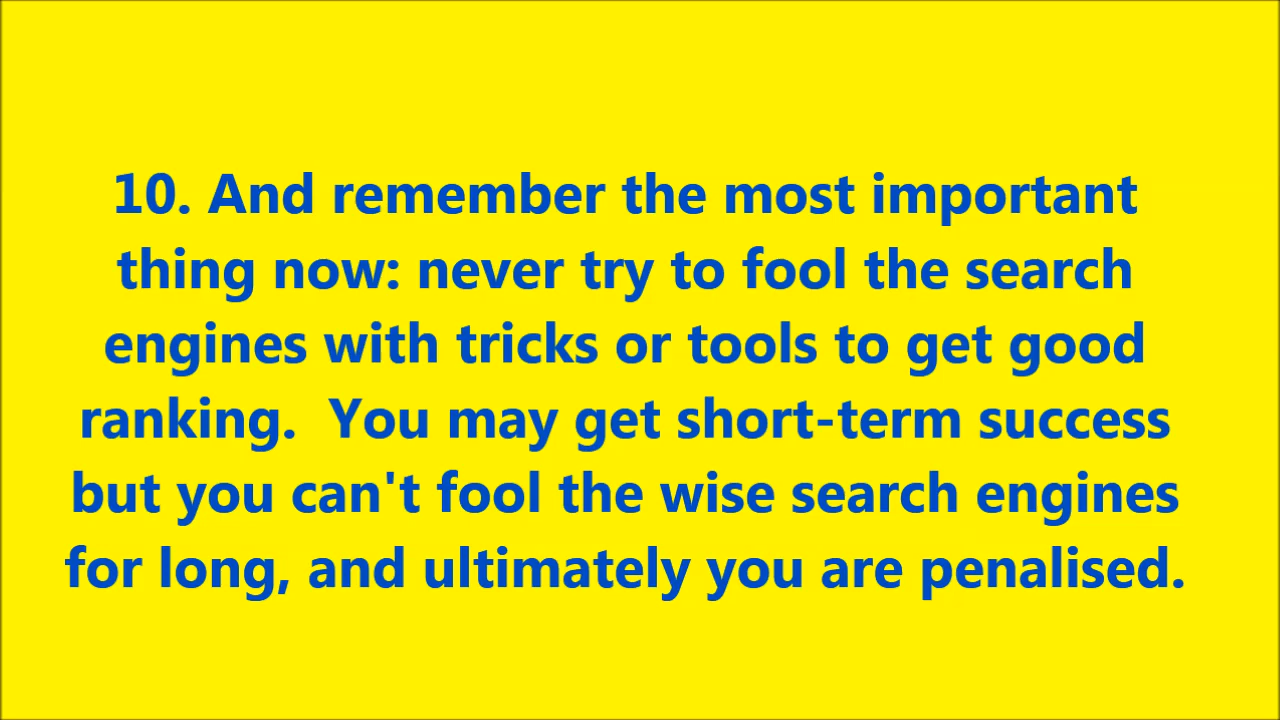 10. And remember the most important
thing now: never try to fool the search
engines with tricks or tools to get good
ranking.  You may get short-term success
but you can't fool the wise search engines
for long, and ultimately you are penalised.